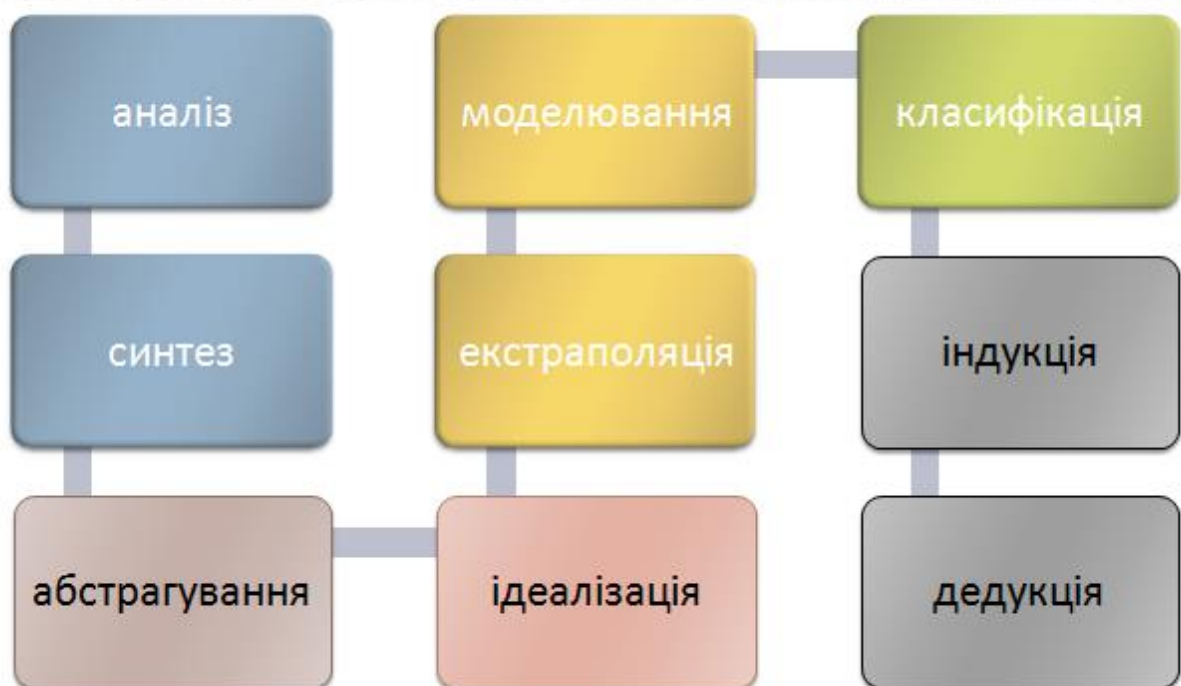 аналіз
синтез
абстрагування
ідеалізація
екстраполяція
моделювання
класифікація
індукція
дедукція